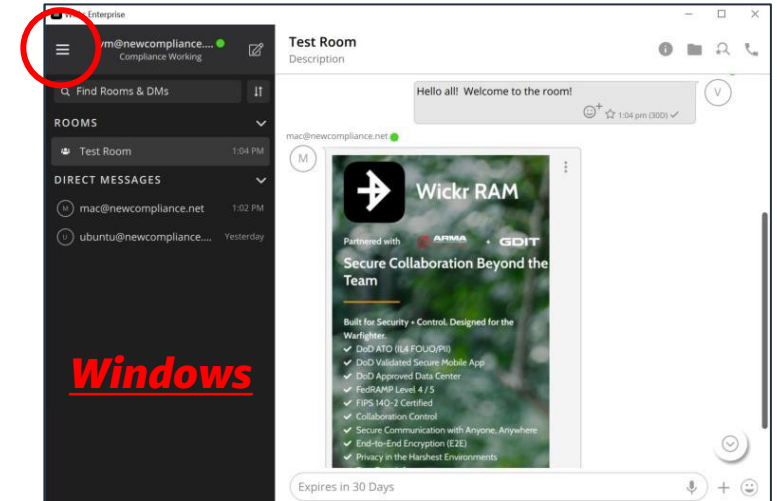 Wickr Enterprise
vm@newcompliance....
Compliance Working
Find Rooms & DMs
ROOMS
Test Room 1:04 PM
DIRECT MESSAGES
M mac@newcompliance.net 1:02 PM
U ubuntu@newcompliance.... Yesterday
Windows
Test Room
Description
Hello all! Welcome to the room!
V
1:04 pm (30D)
mac@newcompliance.net
M
Wickr RAM
Partnered with ARMA + GDIT
Secure Collaboration Beyond the
Team
Built for Security + Control. Designed for the
Warfighter.
DoD ATO (IL4 FOUO/PII)
DoD Validated Secure Mobile App
DoD Approved Data Center
FedRAMP Level 4 / 5
FIPS 140-2 Certified
Collaboration Control
Secure Communication with Anyone, Anywhere
End-to-End Encryption (E2E)
Privacy in the Harshest Environments
Expires in 30 Days